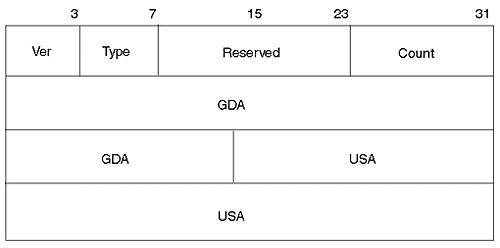 3 7 15 23 31
Ver Type Reserved Count
GDA
GDA USA
USA